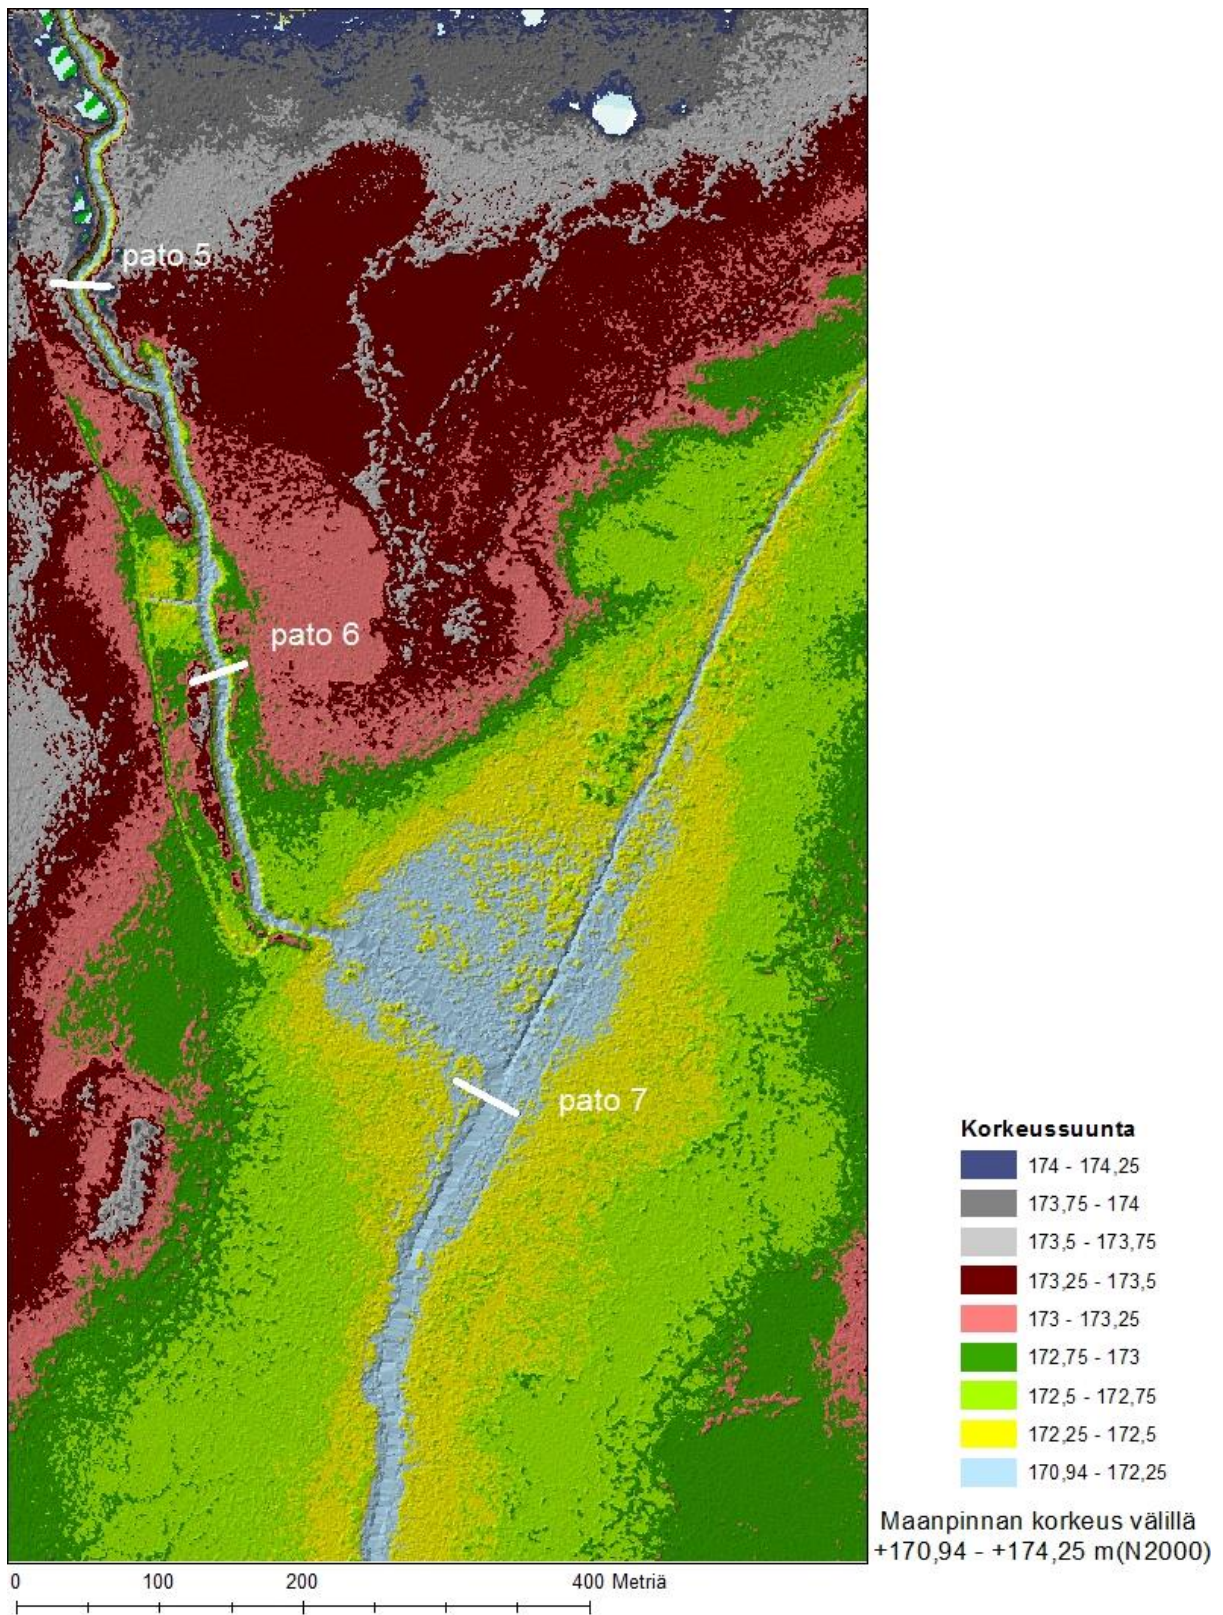 pato 5
pato 6
pato 7
Korkeussuunta
174 - 174,25
173,75 - 174
173,5 - 173,75
173,25 - 173,5
173 - 173,25
172,75 - 173
172,5 - 172,75
172,25 - 172,5
170,94 - 172,25
Maanpinnan korkeus välillä
+170,94 - +174,25 m(N2000)
0 100 200 400 Metriä